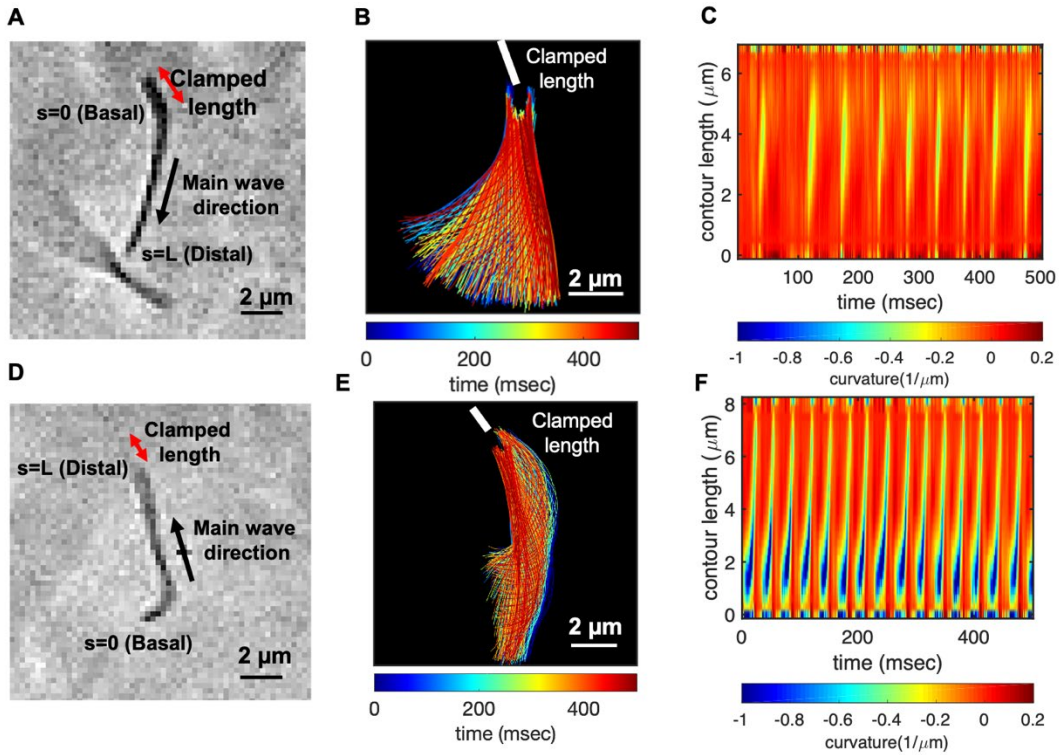 A
Clamped
length
s=0 (Basal)
Main wave
direction
s=L (Distal)
2 μm
B
Clamped
length
2 μm
0
200
400
time (msec)
C
contour length ( μm)
6
4
2
0
100
200
300
400
500
time (msec)
-1
-0.8
-0.6
-0.4
-0.2
0
0.2
curvature(1/μm)
D
Clamped
length
s=L (Distal)
Main wave
direction
s=0 (Basal)
2 μm
E
Clamped
length
2 μm
0
200
400
time (msec)
F
contour length ( μm)
8
6
4
2
0
0
200
400
time (msec)
-1
-0.8
-0.6
-0.4
-0.2
0
0.2
curvature(1/μm)